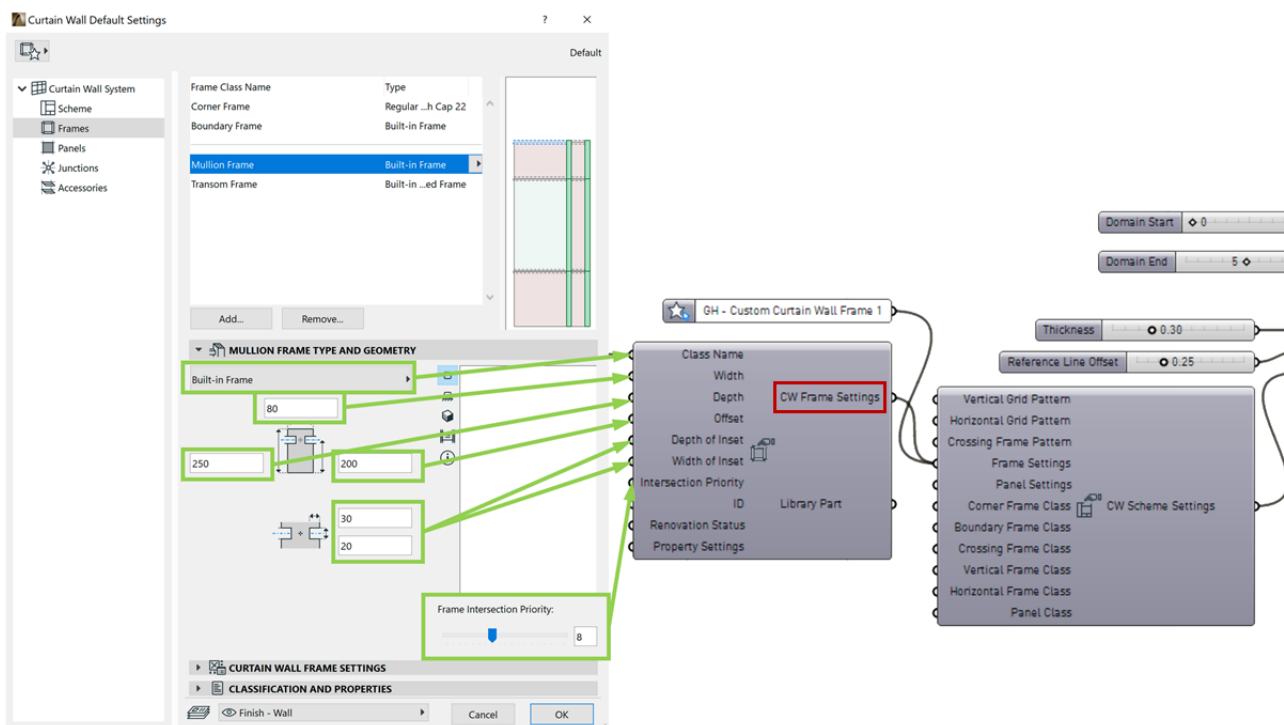 Curtain Wall Default Settings
?
Default
Curtain Wall System
Scheme
Frames
Panels
Junctions
Accessories
Frame Class Name Type
Corner Frame Regular ...h Cap 22
Boundary Frame Built-in Frame
Mullion Frame Built-in Frame
Transom Frame Built-in ...ed Frame
Add... Remove...
MULLION FRAME TYPE AND GEOMETRY
Built-in Frame
80
250
200
30
20
Frame Intersection Priority:
8
CURTAIN WALL FRAME SETTINGS
CLASSIFICATION AND PROPERTIES
Finish - Wall
Cancel OK
GH - Custom Curtain Wall Frame 1
Class Name
Width
Depth
Offset
Depth of Inset
Width of Inset
Intersection Priority
ID
Renovation Status
Property Settings
CW Frame Settings
Library Part
Domain Start 0
Domain End 5
Thickness 0.30
Reference Line Offset 0.25
Vertical Grid Pattern
Horizontal Grid Pattern
Crossing Frame Pattern
Frame Settings
Panel Settings
Corner Frame Class
Boundary Frame Class
Crossing Frame Class
Vertical Frame Class
Horizontal Frame Class
Panel Class
CW Scheme Settings